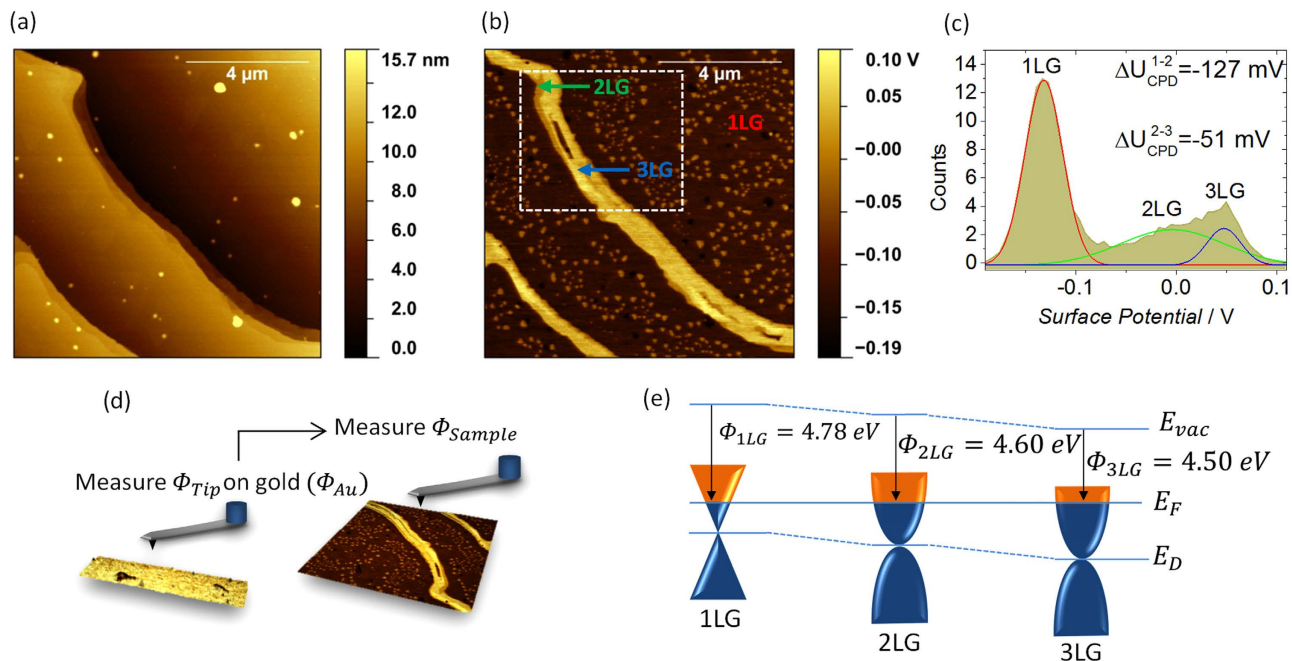 (a)
4 µm
15.7 nm
12.0
10.0
8.0
6.0
4.0
2.0
0.0
(b)
4 µm
2LG
1LG
3LG
0.10 V
0.05
−0.00
−0.05
−0.10
−0.15
−0.19
(c)
14
12
10
8
6
4
2
0
Counts
1LG
ΔU_CPD^1-2=-127 mV
ΔU_CPD^2-3=-51 mV
2LG
3LG
-0.1
0.0
0.1
Surface Potential / V
(d)
Measure Φ_Sample
Measure Φ_Tip on gold (Φ_Au)
(e)
Φ_1LG = 4.78 eV
Φ_2LG = 4.60 eV
Φ_3LG = 4.50 eV
E_vac
E_F
E_D
1LG
2LG
3LG